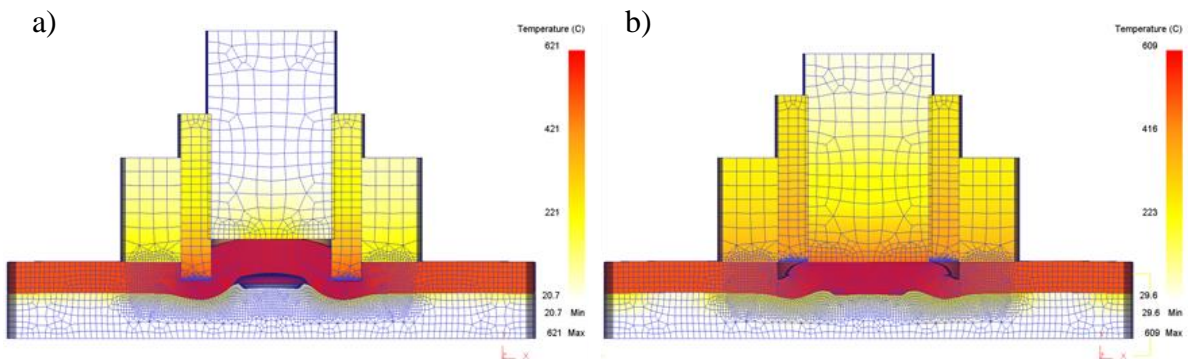 a)
Temperature (C)
621
421
221
20.7
20.7 Min
621 Max
Z X
b)
Temperature (C)
609
416
223
29.6
29.6 Min
609 Max
Z X